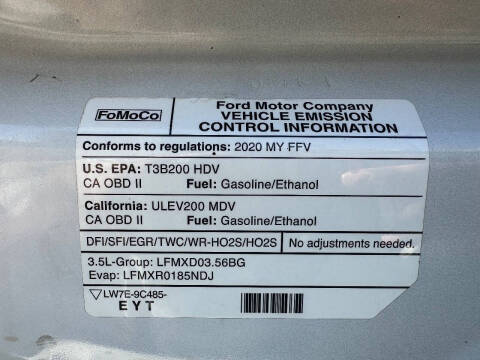 FoMoCo
Ford Motor Company
VEHICLE EMISSION
CONTROL INFORMATION
Conforms to regulations: 2020 MY FFV
U.S. EPA: T3B200 HDV
CA OBD II Fuel: Gasoline/Ethanol
California: ULEV200 MDV
CA OBD II Fuel: Gasoline/Ethanol
DFI/SFI/EGR/TWC/WR-HO2S/HO2S No adjustments needed.
3.5L-Group: LFMXD03.56BG
Evap: LFMXR0185NDJ
LW7E-9C485-
EYT